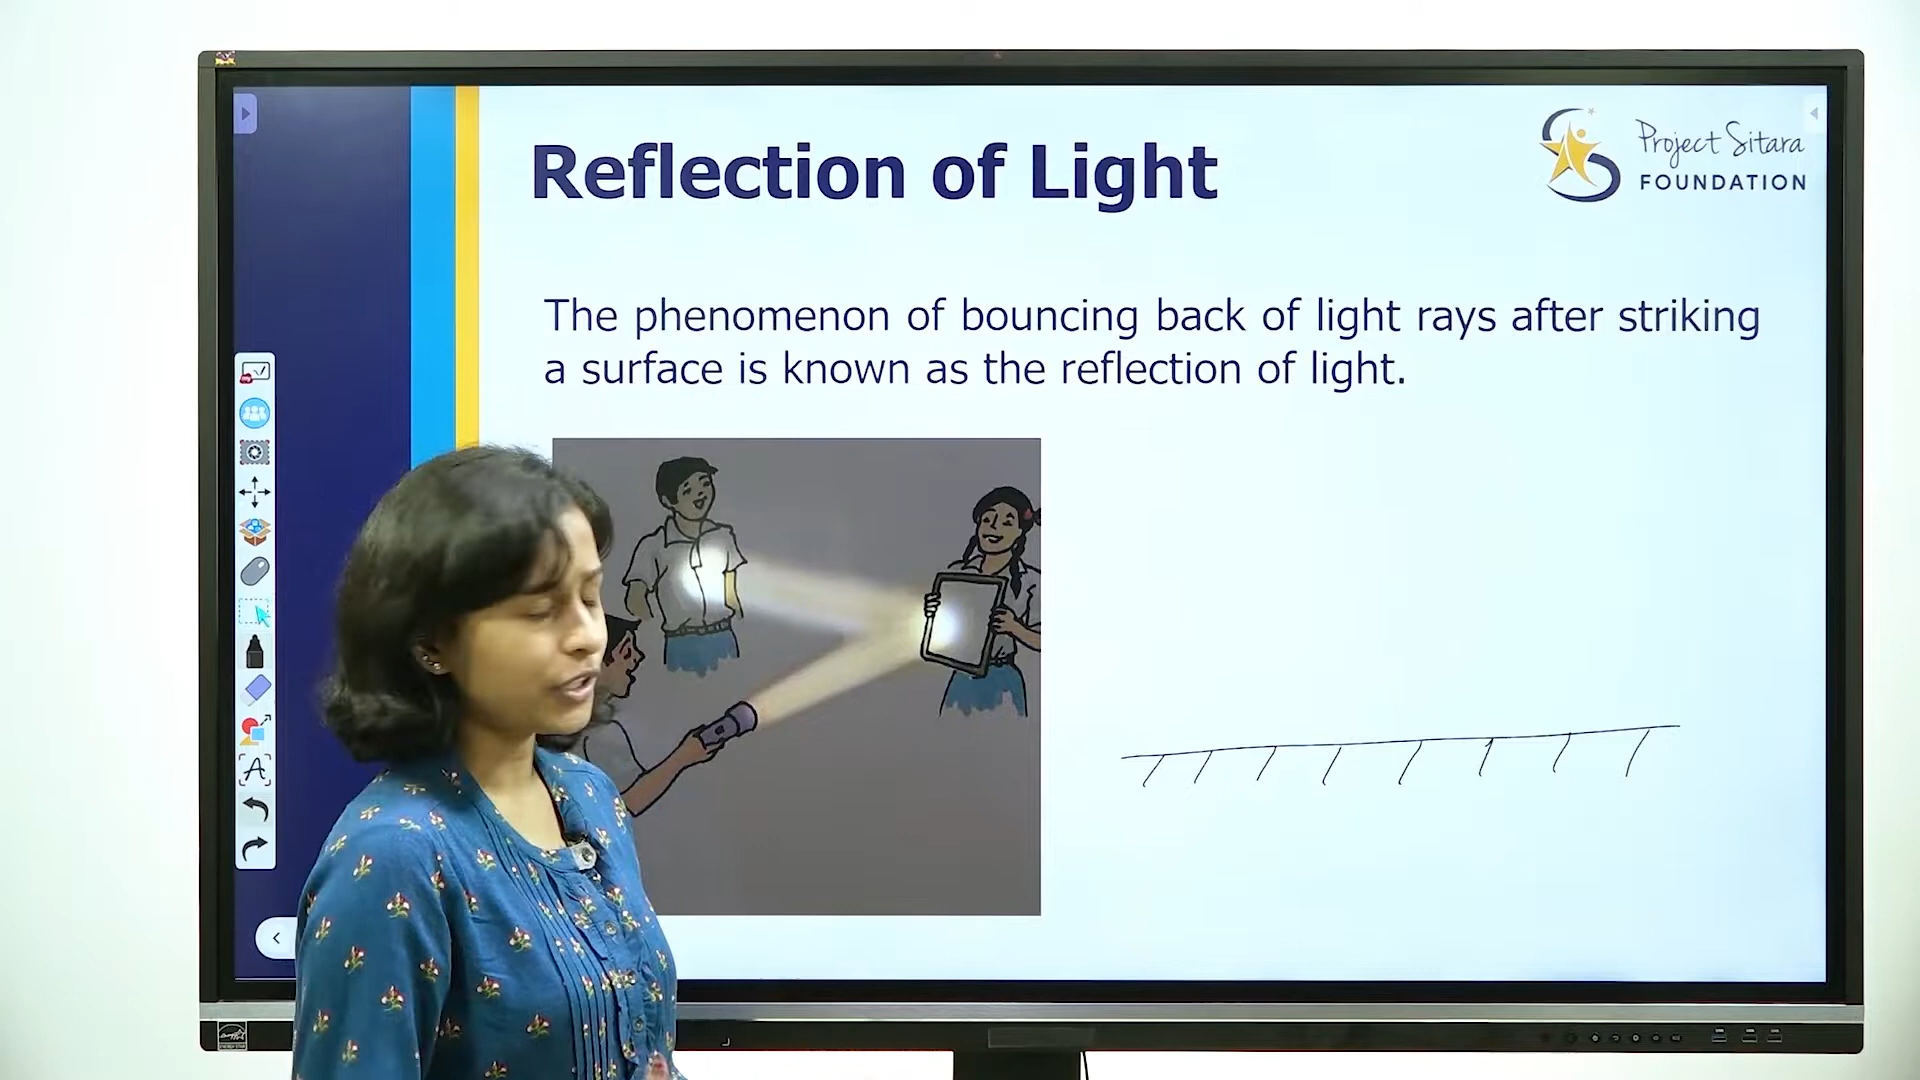 Reflection of Light
Project Sitara
FOUNDATION
The phenomenon of bouncing back of light rays after striking
a surface is known as the reflection of light.